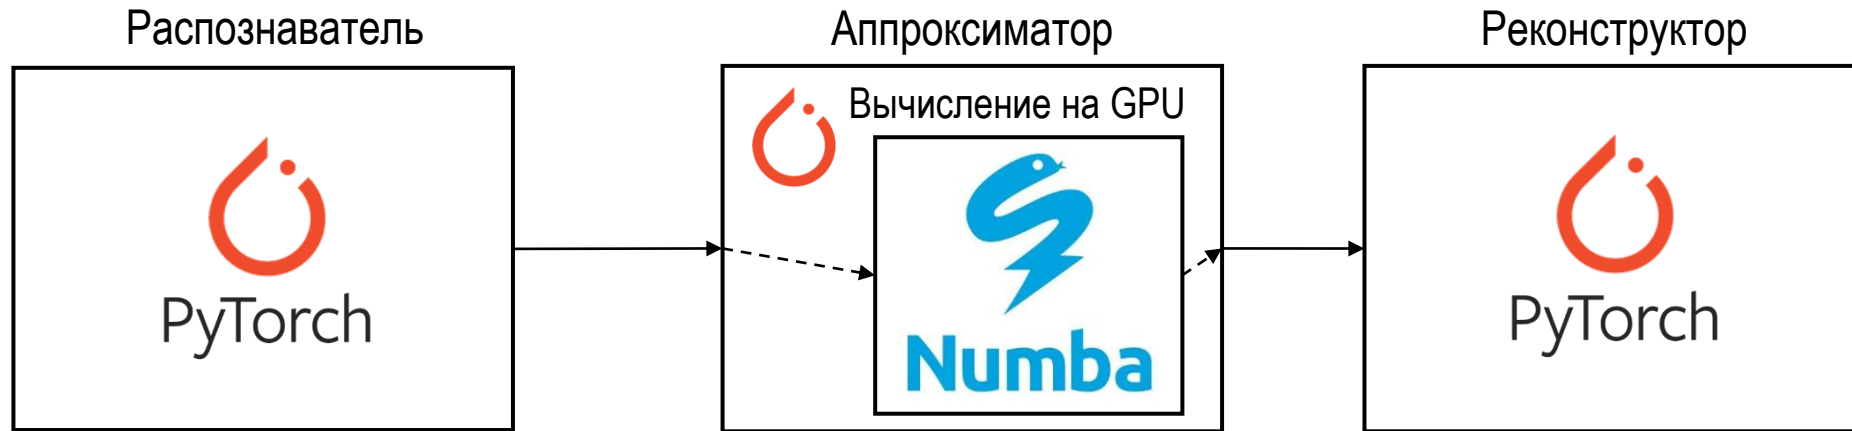 Распознаватель
PyTorch
Аппроксиматор
Вычисление на GPU
Numba
Реконструктор
PyTorch